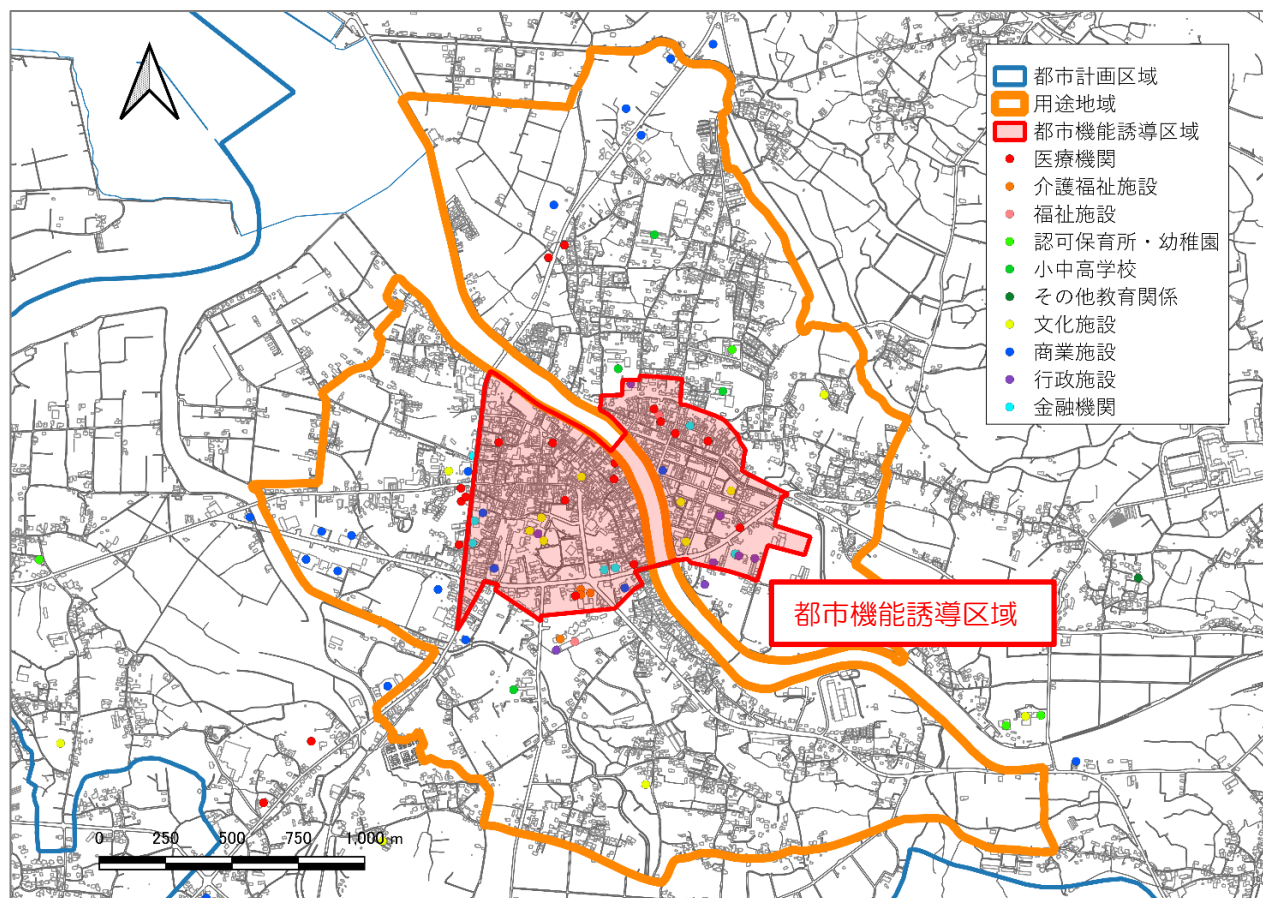 都市計画区域
用途地域
都市機能誘導区域
医療機関
介護福祉施設
福祉施設
認可保育所・幼稚園
小中高学校
その他教育関係
文化施設
商業施設
行政施設
金融機関
都市機能誘導区域
0 250 500 750 1,000 m